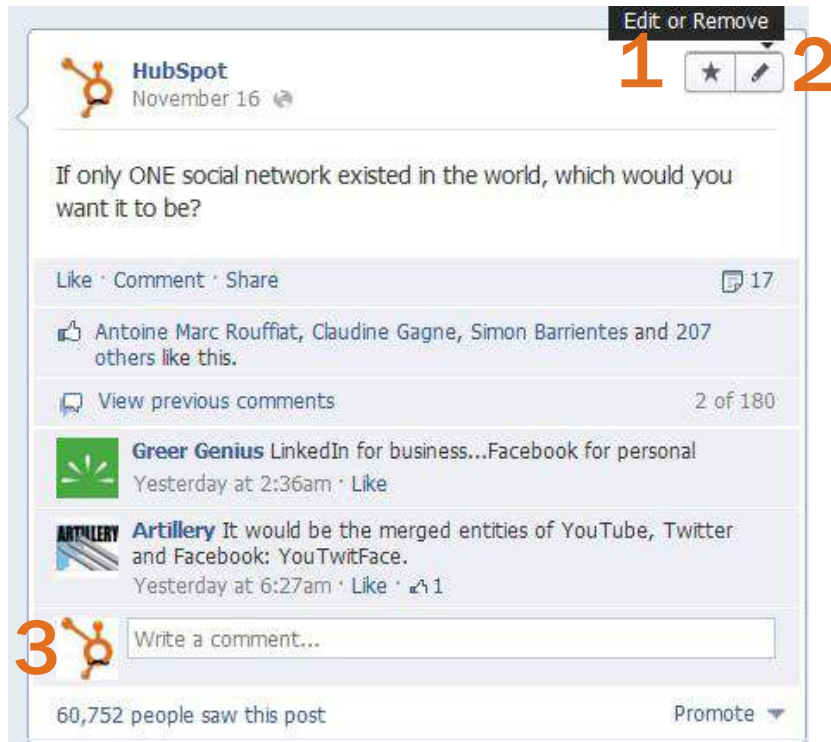 Edit or Remove
1
2
HubSpot
November 16
If only ONE social network existed in the world, which would you
want it to be?
Like · Comment · Share
17
Antoine Marc Rouffiat, Claudine Gagne, Simon Barrientes and 207
others like this.
View previous comments
2 of 180
Greer Genius LinkedIn for business...Facebook for personal
Yesterday at 2:36am · Like
ARTILLERY
Artillery It would be the merged entities of YouTube, Twitter
and Facebook: YouTwitFace.
Yesterday at 6:27am · Like · 1
3
Write a comment...
60,752 people saw this post
Promote